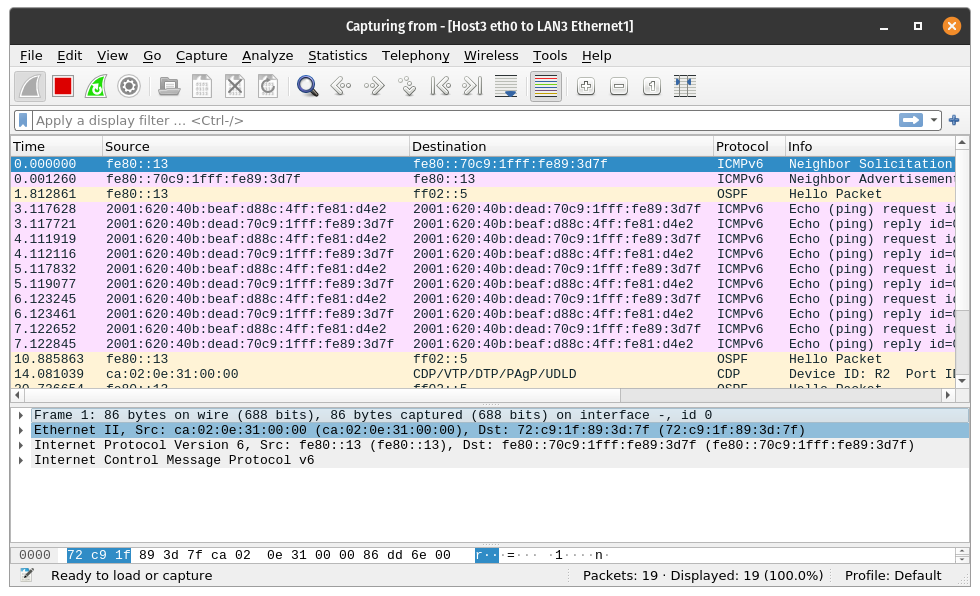 Capturing from - [Host3 eth0 to LAN3 Ethernet1]
File Edit View Go Capture Analyze Statistics Telephony Wireless Tools Help
Apply a display filter … <Ctrl-/>
Time Source Destination Protocol Info
0.000000 fe80::13 fe80::70c9:1fff:fe89:3d7f ICMPv6 Neighbor Solicitation
0.001260 fe80::70c9:1fff:fe89:3d7f fe80::13 ICMPv6 Neighbor Advertisement
1.812861 fe80::13 ff02::5 OSPF Hello Packet
3.117628 2001:620:40b:beaf:d88c:4ff:fe81:d4e2 2001:620:40b:dead:70c9:1fff:fe89:3d7f ICMPv6 Echo (ping) request id
3.117721 2001:620:40b:dead:70c9:1fff:fe89:3d7f 2001:620:40b:beaf:d88c:4ff:fe81:d4e2 ICMPv6 Echo (ping) reply id=
4.111919 2001:620:40b:beaf:d88c:4ff:fe81:d4e2 2001:620:40b:dead:70c9:1fff:fe89:3d7f ICMPv6 Echo (ping) request id
4.112116 2001:620:40b:dead:70c9:1fff:fe89:3d7f 2001:620:40b:beaf:d88c:4ff:fe81:d4e2 ICMPv6 Echo (ping) reply id=
5.117832 2001:620:40b:beaf:d88c:4ff:fe81:d4e2 2001:620:40b:dead:70c9:1fff:fe89:3d7f ICMPv6 Echo (ping) request id
5.119077 2001:620:40b:dead:70c9:1fff:fe89:3d7f 2001:620:40b:beaf:d88c:4ff:fe81:d4e2 ICMPv6 Echo (ping) reply id=
6.123245 2001:620:40b:beaf:d88c:4ff:fe81:d4e2 2001:620:40b:dead:70c9:1fff:fe89:3d7f ICMPv6 Echo (ping) request id
6.123461 2001:620:40b:dead:70c9:1fff:fe89:3d7f 2001:620:40b:beaf:d88c:4ff:fe81:d4e2 ICMPv6 Echo (ping) reply id=
7.122652 2001:620:40b:beaf:d88c:4ff:fe81:d4e2 2001:620:40b:dead:70c9:1fff:fe89:3d7f ICMPv6 Echo (ping) request id
7.122845 2001:620:40b:dead:70c9:1fff:fe89:3d7f 2001:620:40b:beaf:d88c:4ff:fe81:d4e2 ICMPv6 Echo (ping) reply id=
10.885863 fe80::13 ff02::5 OSPF Hello Packet
14.081039 ca:02:0e:31:00:00 CDP/VTP/DTP/PAgP/UDLD CDP Device ID: R2 Port I
20.736654 fe80::13 ff02::5 OSPF Hello Packet
Frame 1: 86 bytes on wire (688 bits), 86 bytes captured (688 bits) on interface -, id 0
Ethernet II, Src: ca:02:0e:31:00:00 (ca:02:0e:31:00:00), Dst: 72:c9:1f:89:3d:7f (72:c9:1f:89:3d:7f)
Internet Protocol Version 6, Src: fe80::13 (fe80::13), Dst: fe80::70c9:1fff:fe89:3d7f (fe80::70c9:1fff:fe89:3d7f)
Internet Control Message Protocol v6
0000 72 c9 1f 89 3d 7f ca 02 0e 31 00 00 86 dd 6e 00 r···=··· ·1····n·
Ready to load or capture Packets: 19 · Displayed: 19 (100.0%) Profile: Default